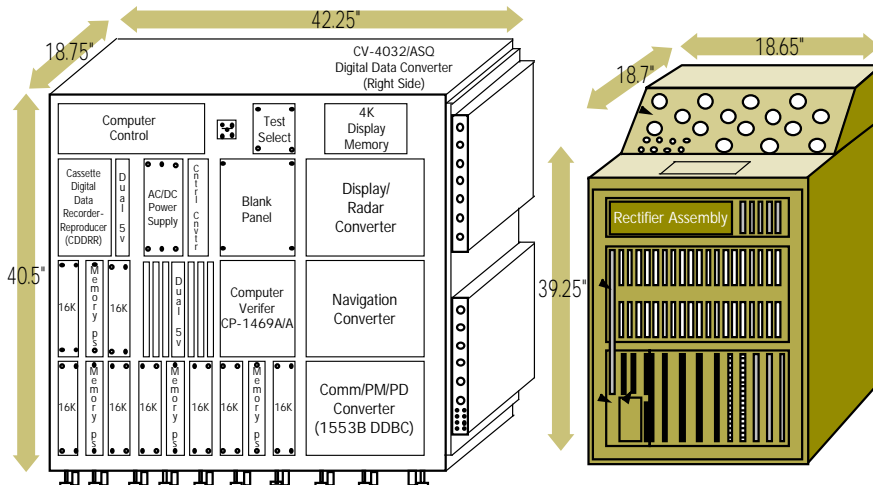 42.25"
18.75"
18.65"
18.7"
CV-4032/ASQ
Digital Data Converter
(Right Side)
Computer
Control
Test
Select
4K
Display
Memory
Cassette
Digital
Data
Recorder-
Reproducer
(CDDRR)
Dual 5v
AC/DC
Power
Supply
Cntrl Cnvtr
Blank
Panel
Display/
Radar
Converter
40.5"
16K
Memory ps
16K
Dual 5v
Computer
Verifer
CP-1469A/A
Navigation
Converter
16K
Memory ps
16K
16K
Memory ps
16K
16K
Memory ps
16K
Comm/PM/PD
Converter
(1553B DDBC)
39.25"
Rectifier Assembly